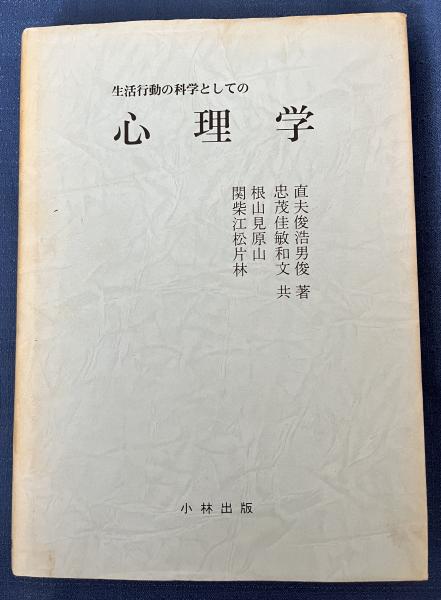 生活行動の科学としての
心理学
関根忠直
柴山茂夫
江見佳俊
松原敏浩
片山和男
林文俊
共著
小林出版